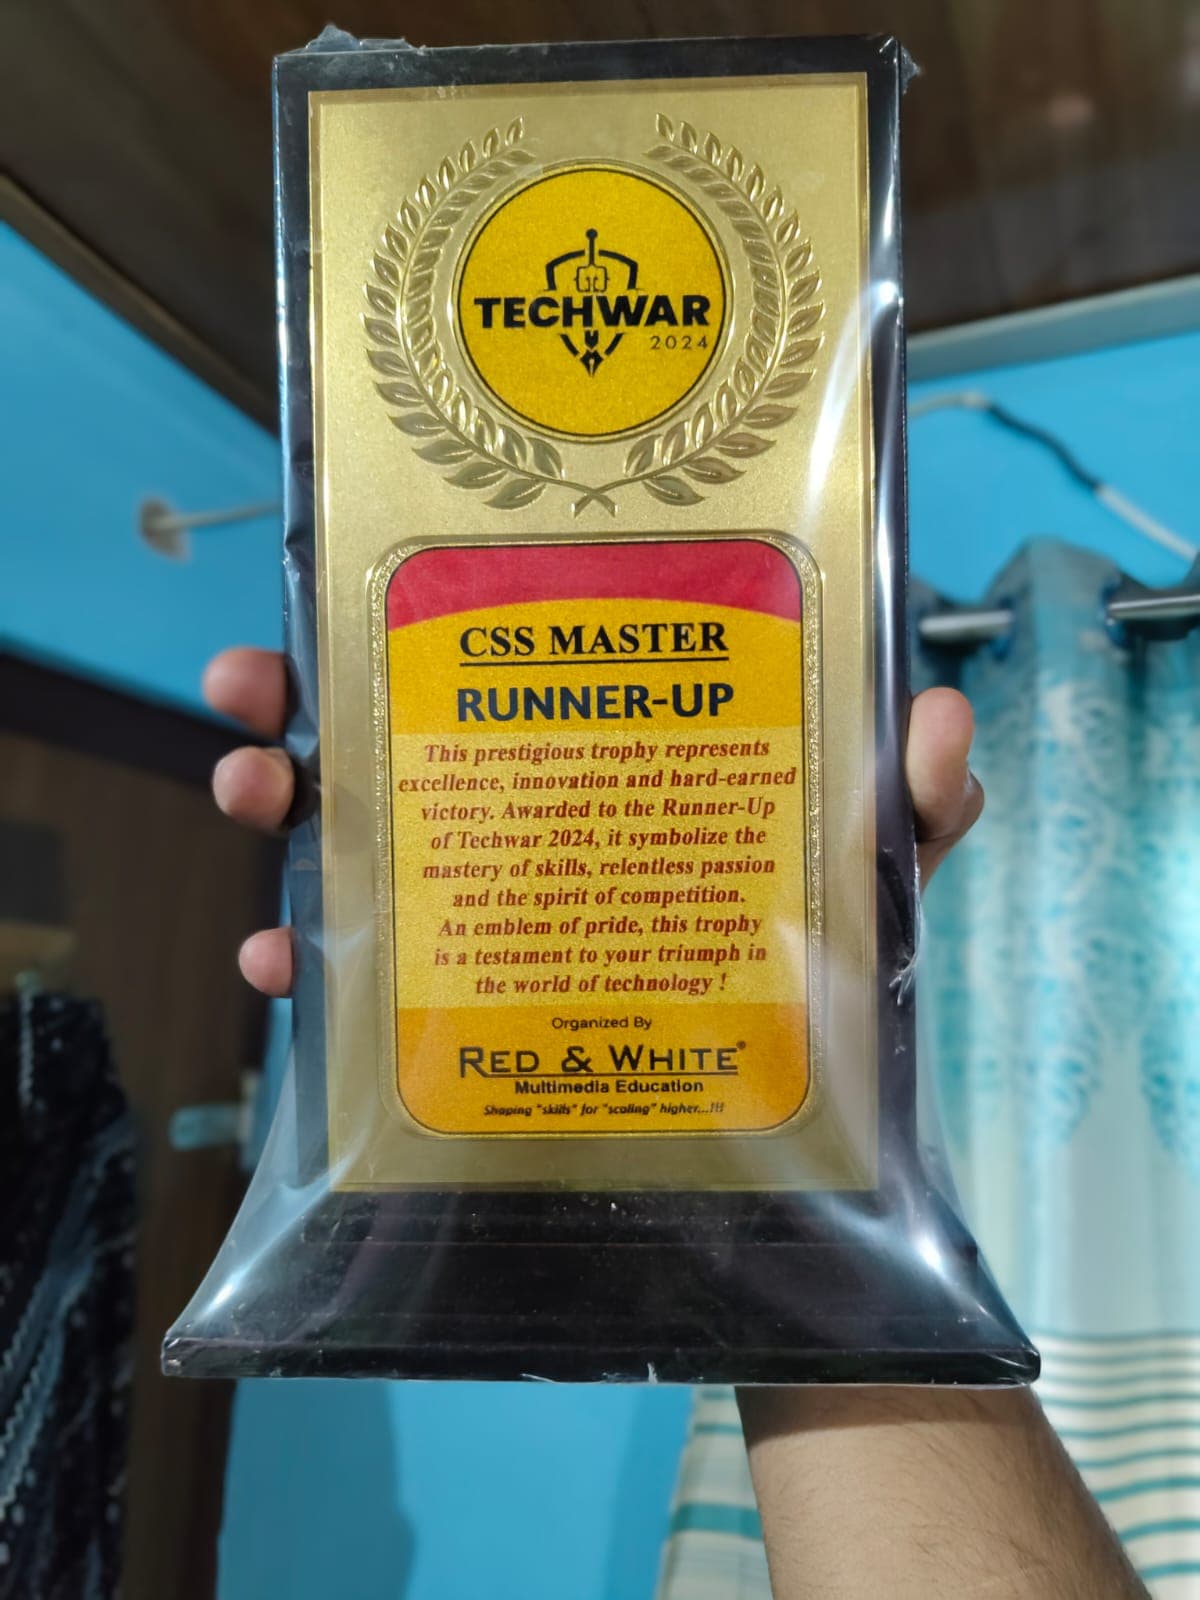 TECHWAR
2024
CSS MASTER
RUNNER-UP
This prestigious trophy represents
excellence, innovation and hard-earned
victory. Awarded to the Runner-Up
of Techwar 2024, it symbolize the
mastery of skills, relentless passion
and the spirit of competition.
An emblem of pride, this trophy
is a testament to your triumph in
the world of technology !
Organized By
RED & WHITE®
Multimedia Education
Shaping "skills" for "scaling" higher...!!!